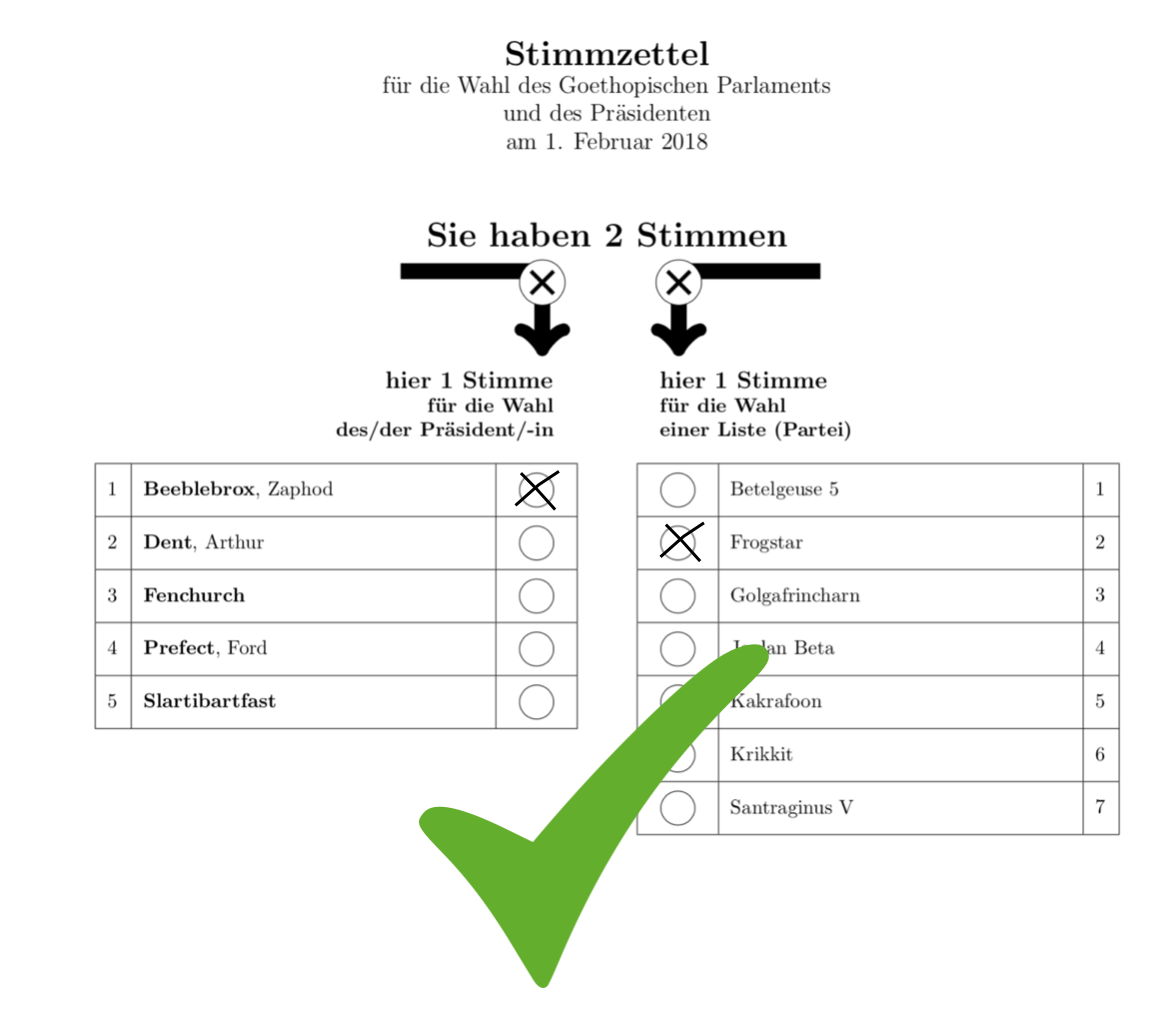 Stimmzettel
für die Wahl des Goethopischen Parlaments
und des Präsidenten
am 1. Februar 2018
Sie haben 2 Stimmen
hier 1 Stimme
für die Wahl
des/der Präsident/-in
hier 1 Stimme
für die Wahl
einer Liste (Partei)
1 Beeblebrox, Zaphod
2 Dent, Arthur
3 Fenchurch
4 Prefect, Ford
5 Slartibartfast
Betelgeuse 5 1
Frogstar 2
Golgafrincharn 3
Beta 4
Kakrafoon 5
Krikkit 6
Santraginus V 7